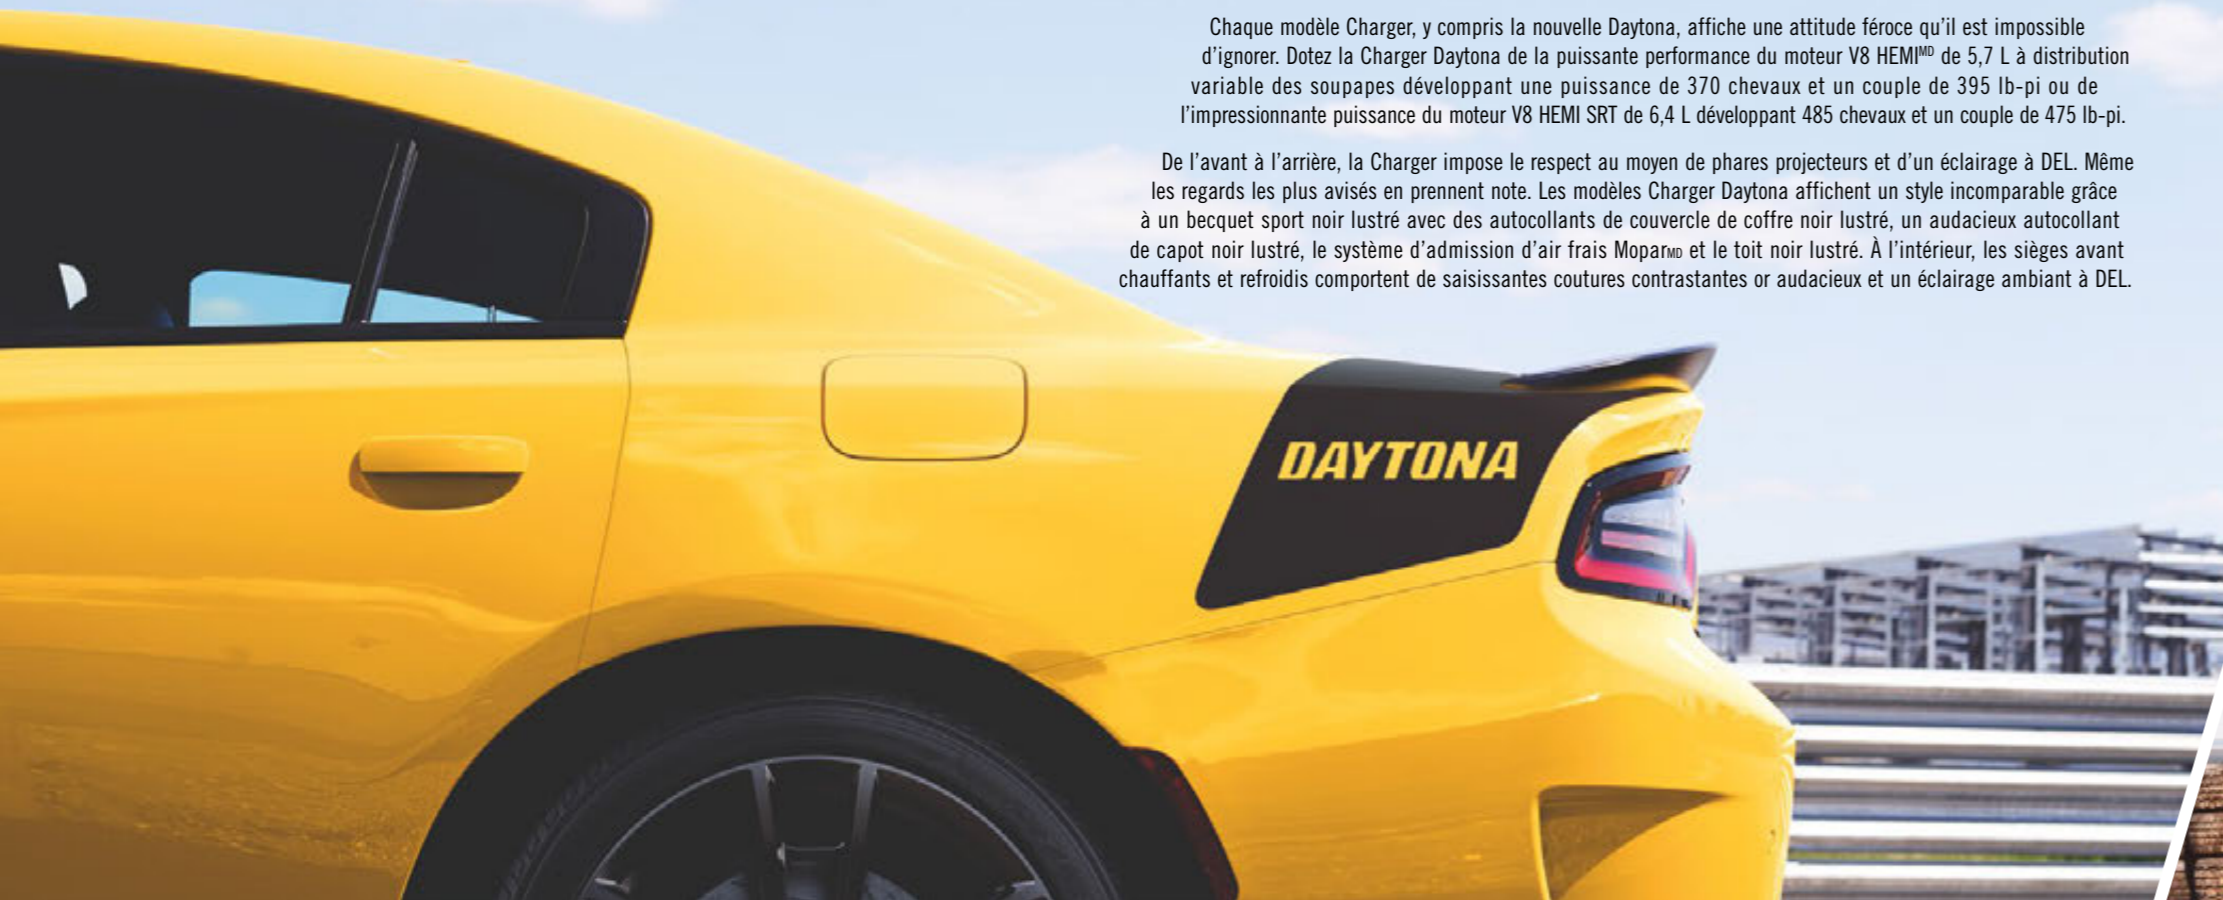 Chaque modèle Charger, y compris la nouvelle Daytona, affiche une attitude féroce qu’il est impossible
d’ignorer. Dotez la Charger Daytona de la puissante performance du moteur V8 HEMIᴹᴰ de 5,7 L à distribution
variable des soupapes développant une puissance de 370 chevaux et un couple de 395 lb-pi ou de
l’impressionnante puissance du moteur V8 HEMI SRT de 6,4 L développant 485 chevaux et un couple de 475 lb-pi.
De l’avant à l’arrière, la Charger impose le respect au moyen de phares projecteurs et d’un éclairage à DEL. Même
les regards les plus avisés en prennent note. Les modèles Charger Daytona affichent un style incomparable grâce
à un becquet sport noir lustré avec des autocollants de couvercle de coffre noir lustré, un audacieux autocollant
de capot noir lustré, le système d’admission d’air frais MoparMD et le toit noir lustré. À l’intérieur, les sièges avant
chauffants et refroidis comportent de saisissantes coutures contrastantes or audacieux et un éclairage ambiant à DEL.
DAYTONA